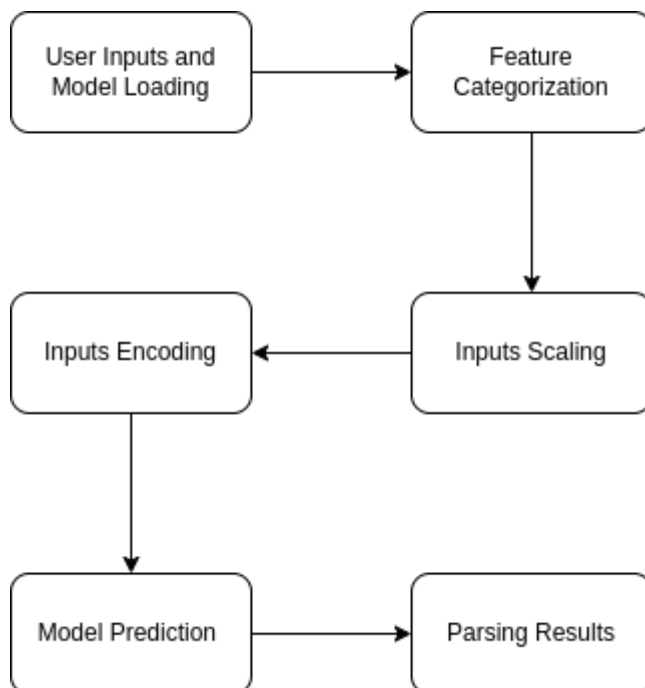 User Inputs and
Model Loading
Feature
Categorization
Inputs Encoding
Inputs Scaling
Model Prediction
Parsing Results